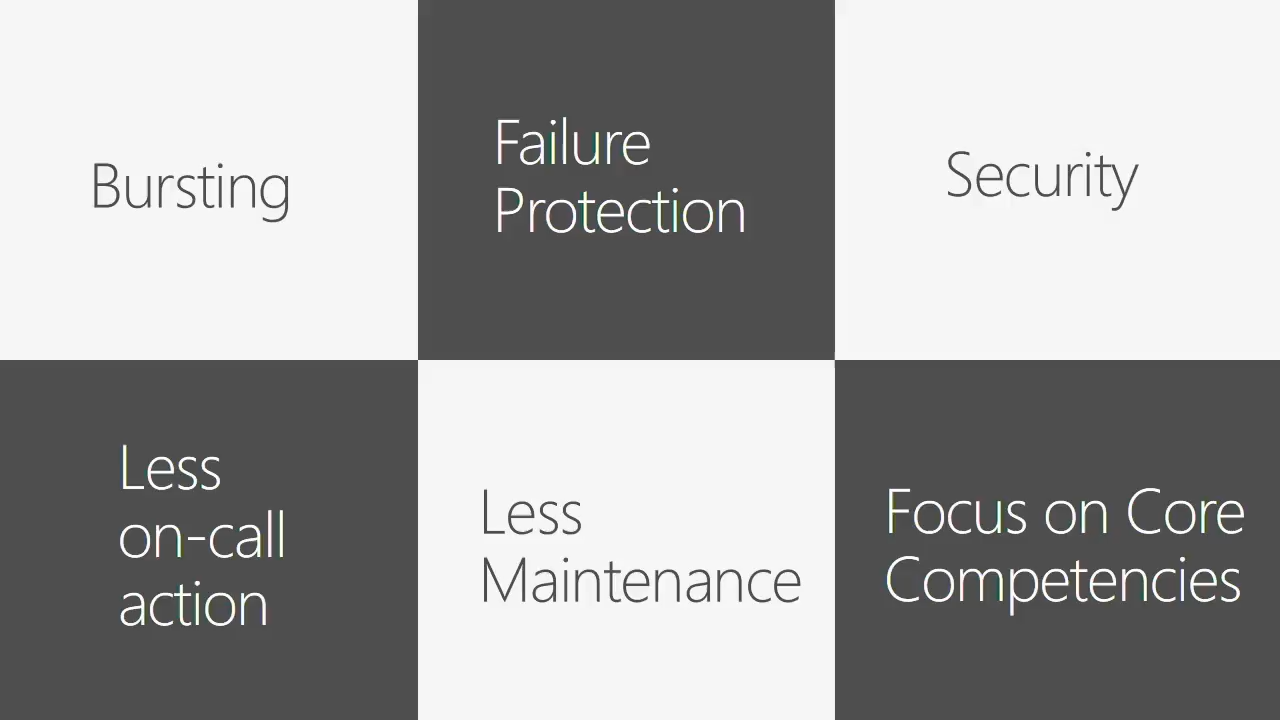 Bursting
Failure
Protection
Security
Less
on-call
action
Less
Maintenance
Focus on Core
Competencies